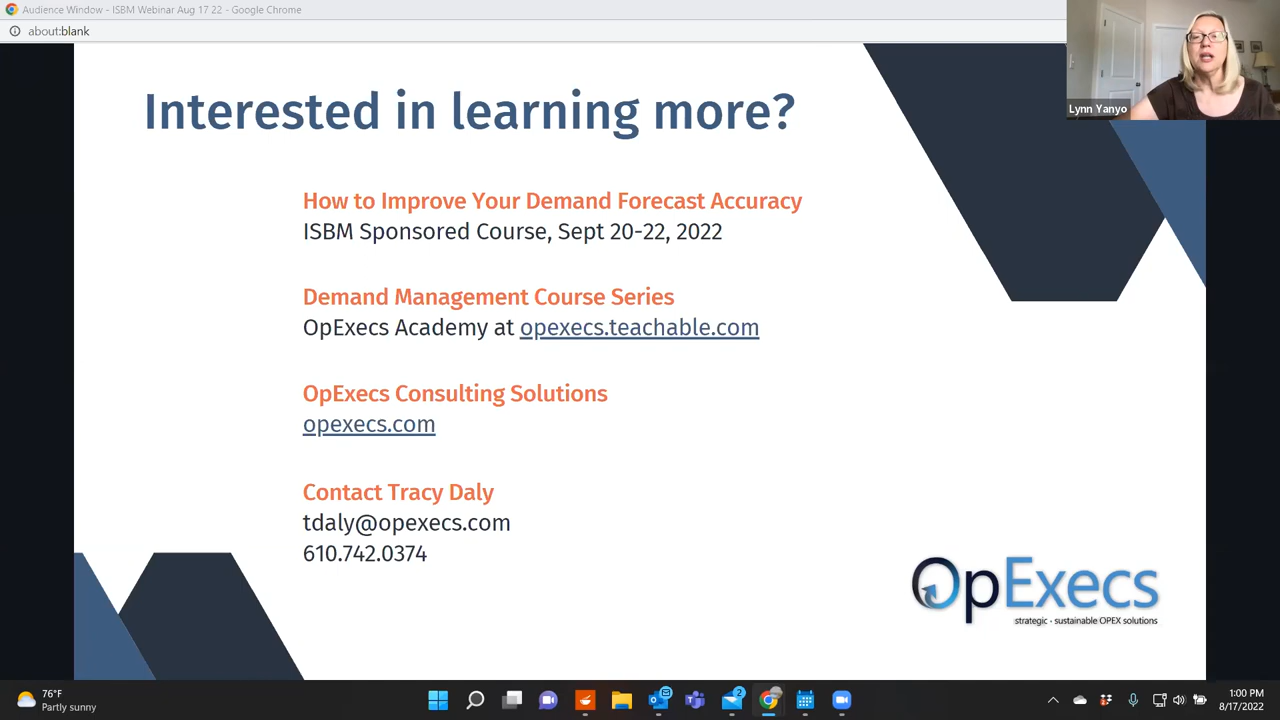 Audience Window - ISBM Webinar Aug 17 22 - Google Chrome
about:blank
Lynn Yanyo
Interested in learning more?
How to Improve Your Demand Forecast Accuracy
ISBM Sponsored Course, Sept 20-22, 2022
Demand Management Course Series
OpExecs Academy at opexecs.teachable.com
OpExecs Consulting Solutions
opexecs.com
Contact Tracy Daly
tdaly@opexecs.com
610.742.0374
OpExecs
strategic - sustainable OPEX solutions
76°F
Partly sunny
2
1:00 PM
8/17/2022